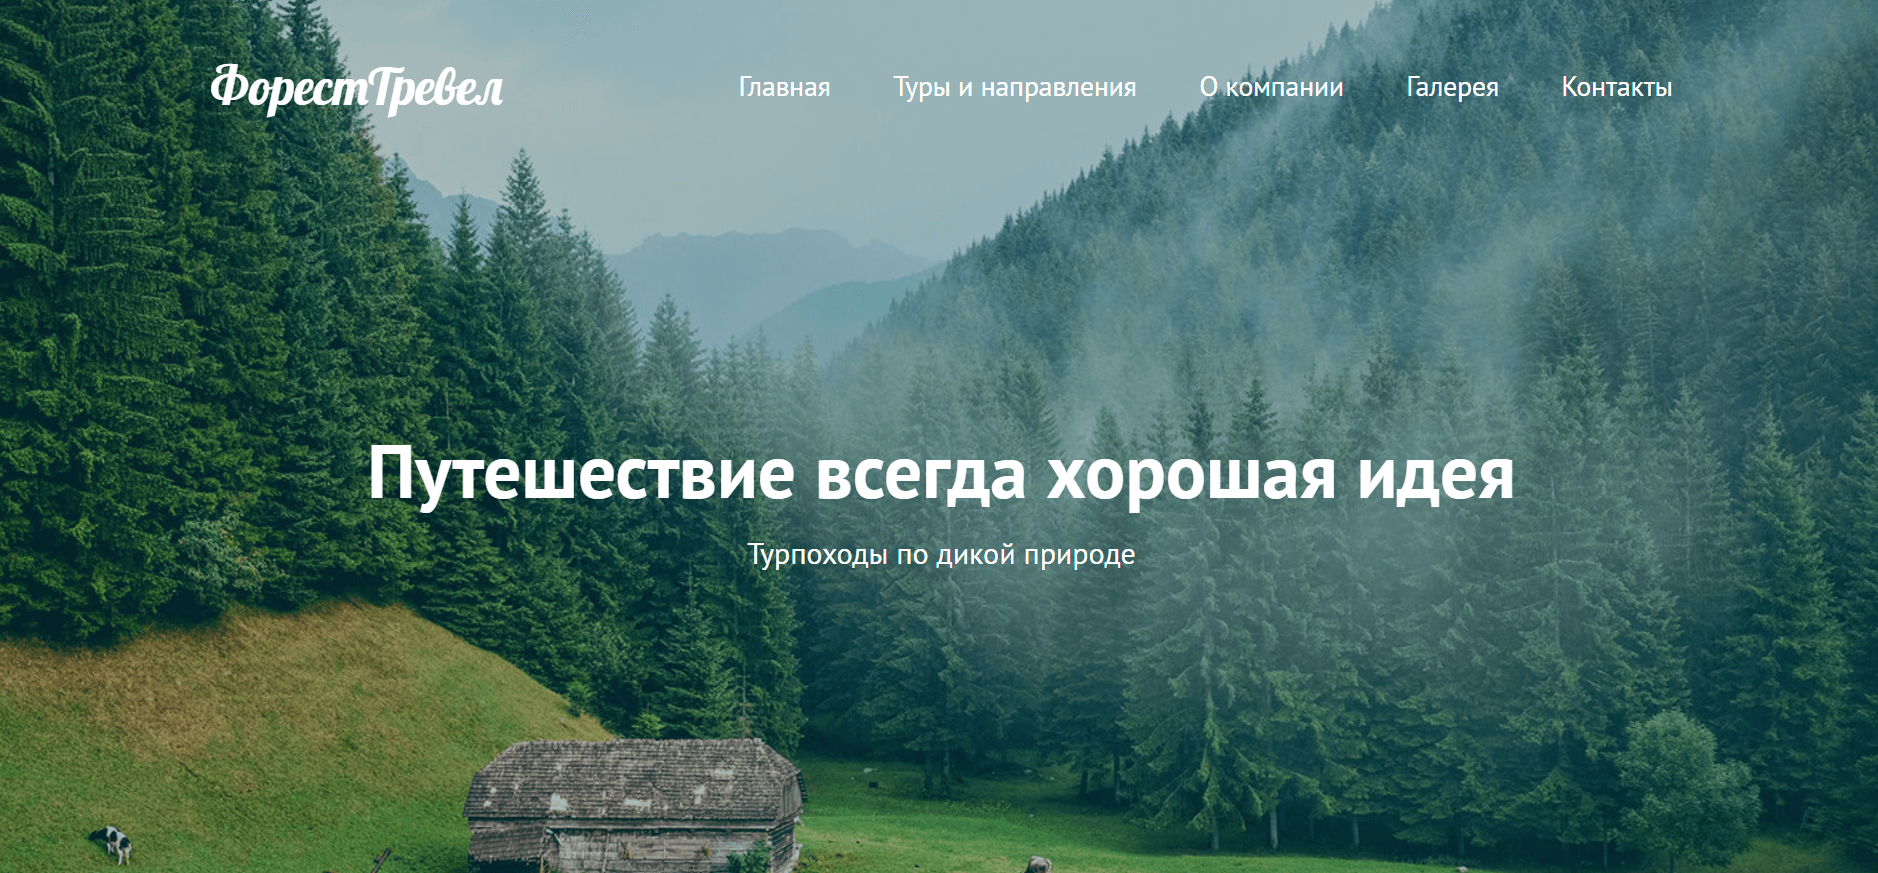 ФорестТревел
Главная Туры и направления О компании Галерея Контакты
Путешествие всегда хорошая идея
Турпоходы по дикой природе